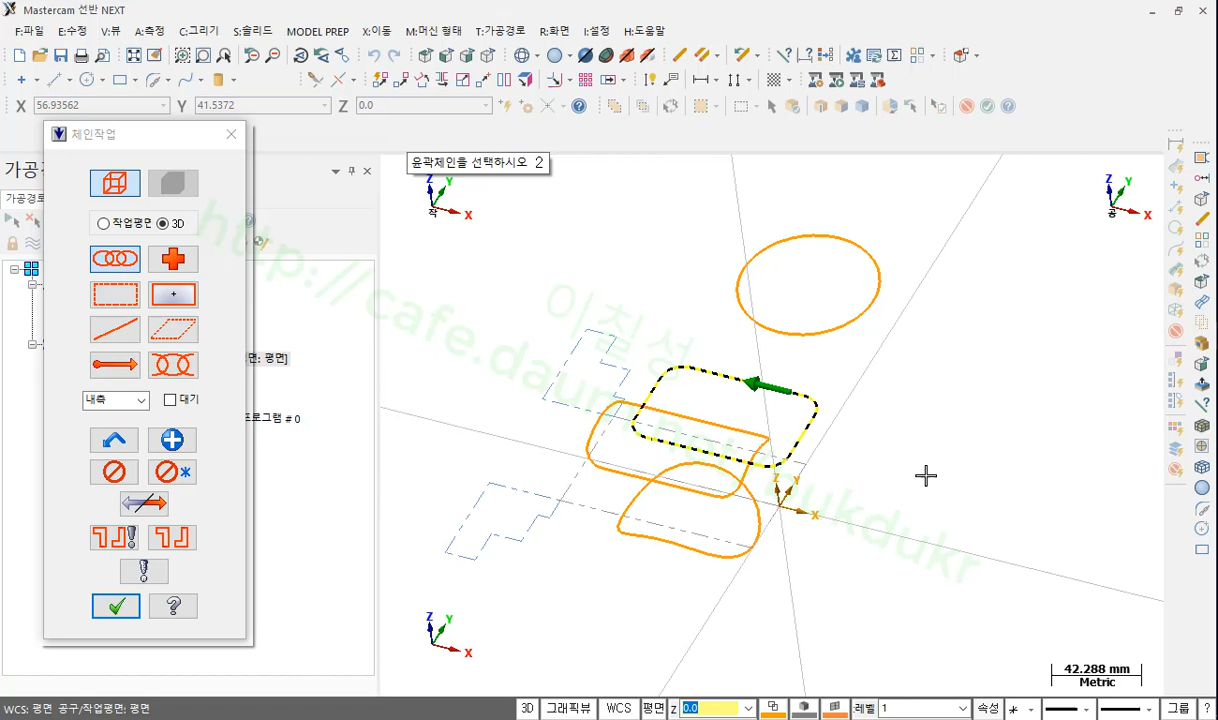 Mastercam 선반 NEXT
F:파일 E:수정 V:뷰 A:측정 C:그리기 S:솔리드 MODEL PREP X:이동 M:머신 형태 T:가공경로 R:화면 I:설정 H:도움말
X 56.93562 Y 41.5372 Z 0.0
체인작업
가공
윤곽체인을 선택하시오 2
가공경로
작업평면 3D
Z Y X 작
Z Y X 공
http://cafe.daum.net/maukdukr
이칠성
면: 평면]
내측 대기
프로그램 # 0
Z Y X
Z Y X
42.288 mm
Metric
WCS: 평면 공구/작업평면: 평면
3D 그래픽뷰 WCS 평면 Z 0.0 레벨 1 속성 그룹 ?